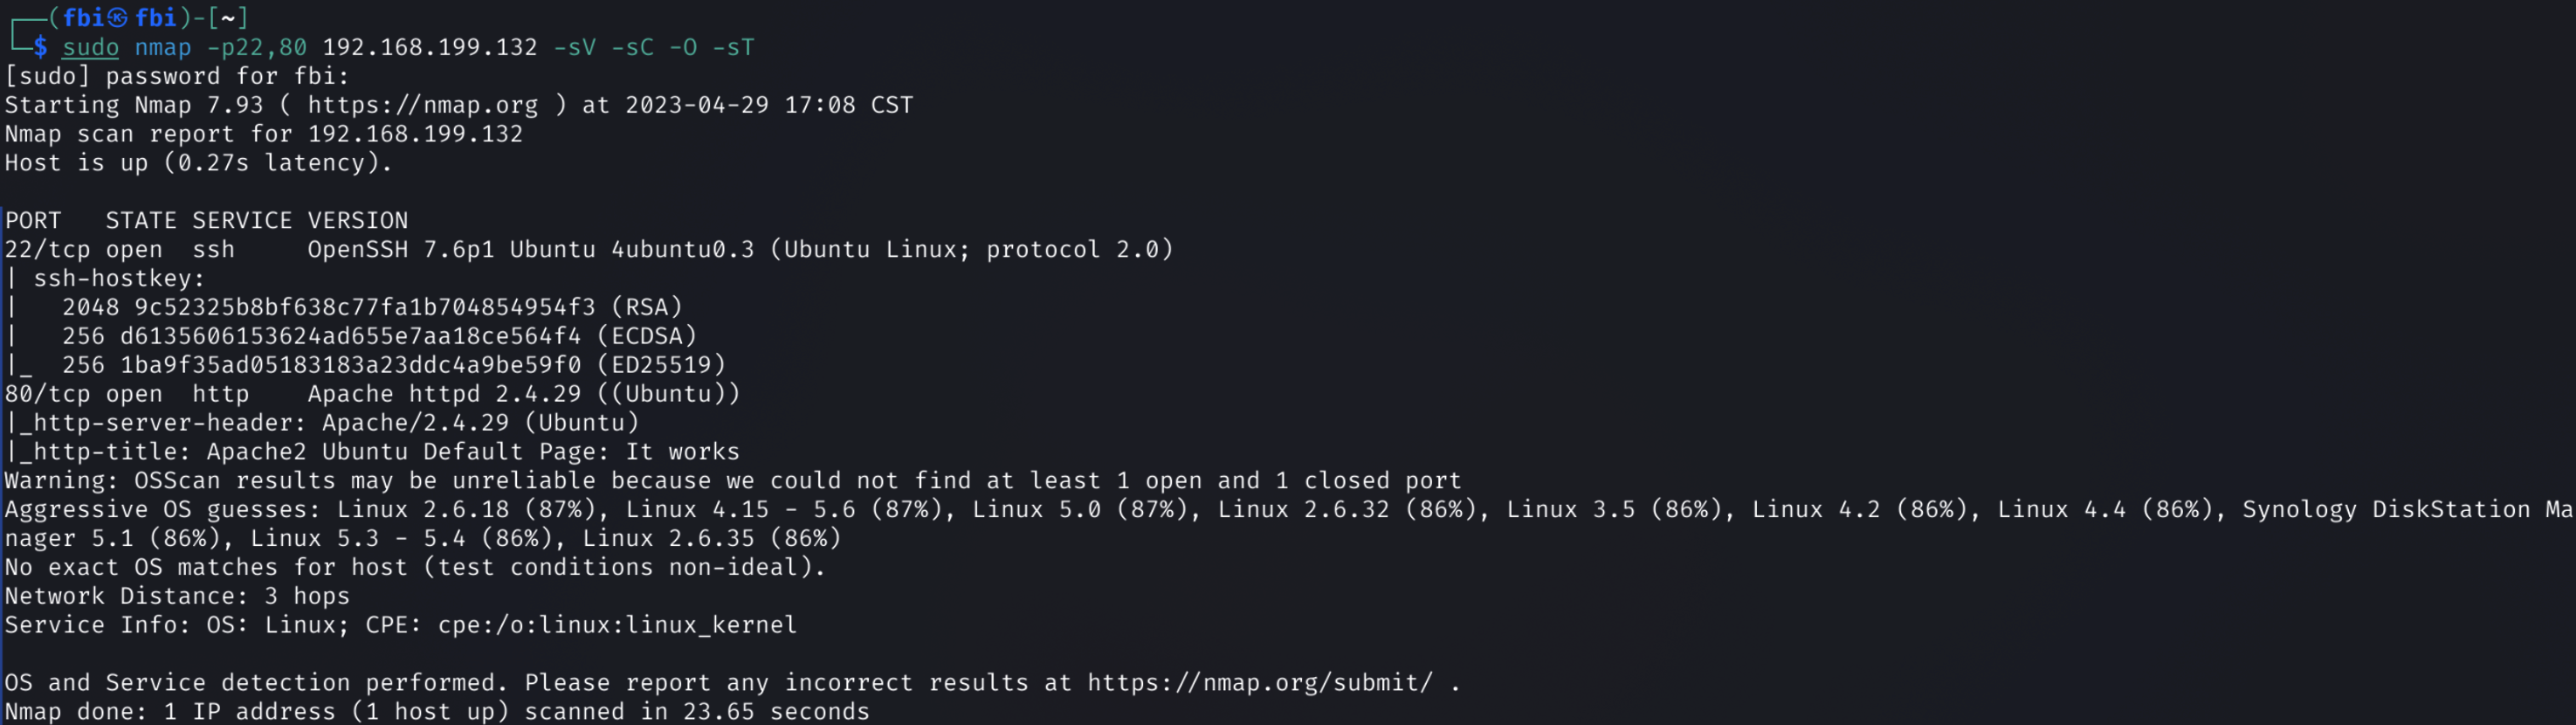 ┌──(fbi㉿fbi)-[~]
└─$ sudo nmap -p22,80 192.168.199.132 -sV -sC -O -sT
[sudo] password for fbi:
Starting Nmap 7.93 ( https://nmap.org ) at 2023-04-29 17:08 CST
Nmap scan report for 192.168.199.132
Host is up (0.27s latency).

PORT   STATE SERVICE VERSION
22/tcp open  ssh     OpenSSH 7.6p1 Ubuntu 4ubuntu0.3 (Ubuntu Linux; protocol 2.0)
| ssh-hostkey:
|   2048 9c52325b8bf638c77fa1b704854954f3 (RSA)
|   256 d6135606153624ad655e7aa18ce564f4 (ECDSA)
|_  256 1ba9f35ad05183183a23ddc4a9be59f0 (ED25519)
80/tcp open  http    Apache httpd 2.4.29 ((Ubuntu))
|_http-server-header: Apache/2.4.29 (Ubuntu)
|_http-title: Apache2 Ubuntu Default Page: It works
Warning: OSScan results may be unreliable because we could not find at least 1 open and 1 closed port
Aggressive OS guesses: Linux 2.6.18 (87%), Linux 4.15 - 5.6 (87%), Linux 5.0 (87%), Linux 2.6.32 (86%), Linux 3.5 (86%), Linux 4.2 (86%), Linux 4.4 (86%), Synology DiskStation Ma
nager 5.1 (86%), Linux 5.3 - 5.4 (86%), Linux 2.6.35 (86%)
No exact OS matches for host (test conditions non-ideal).
Network Distance: 3 hops
Service Info: OS: Linux; CPE: cpe:/o:linux:linux_kernel

OS and Service detection performed. Please report any incorrect results at https://nmap.org/submit/ .
Nmap done: 1 IP address (1 host up) scanned in 23.65 seconds